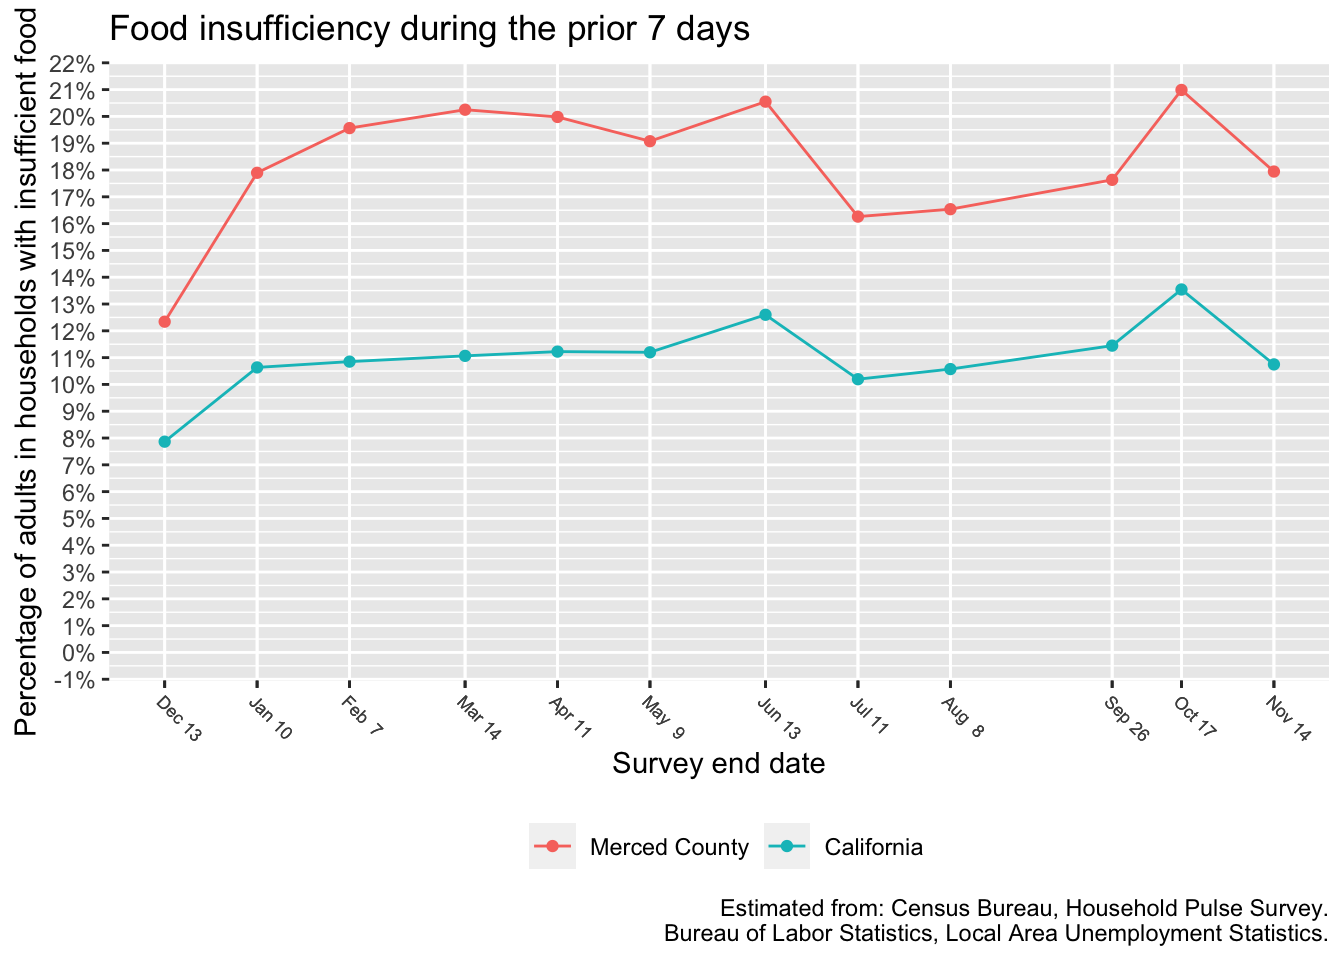 Food insufficiency during the prior 7 days
Percentage of adults in households with insufficient food
22%
21%
20%
19%
18%
17%
16%
15%
14%
13%
12%
11%
10%
9%
8%
7%
6%
5%
4%
3%
2%
1%
0%
-1%
Dec 13
Jan 10
Feb 7
Mar 14
Apr 11
May 9
Jun 13
Jul 11
Aug 8
Sep 26
Oct 17
Nov 14
Survey end date
Merced County
California
Estimated from: Census Bureau, Household Pulse Survey.
Bureau of Labor Statistics, Local Area Unemployment Statistics.